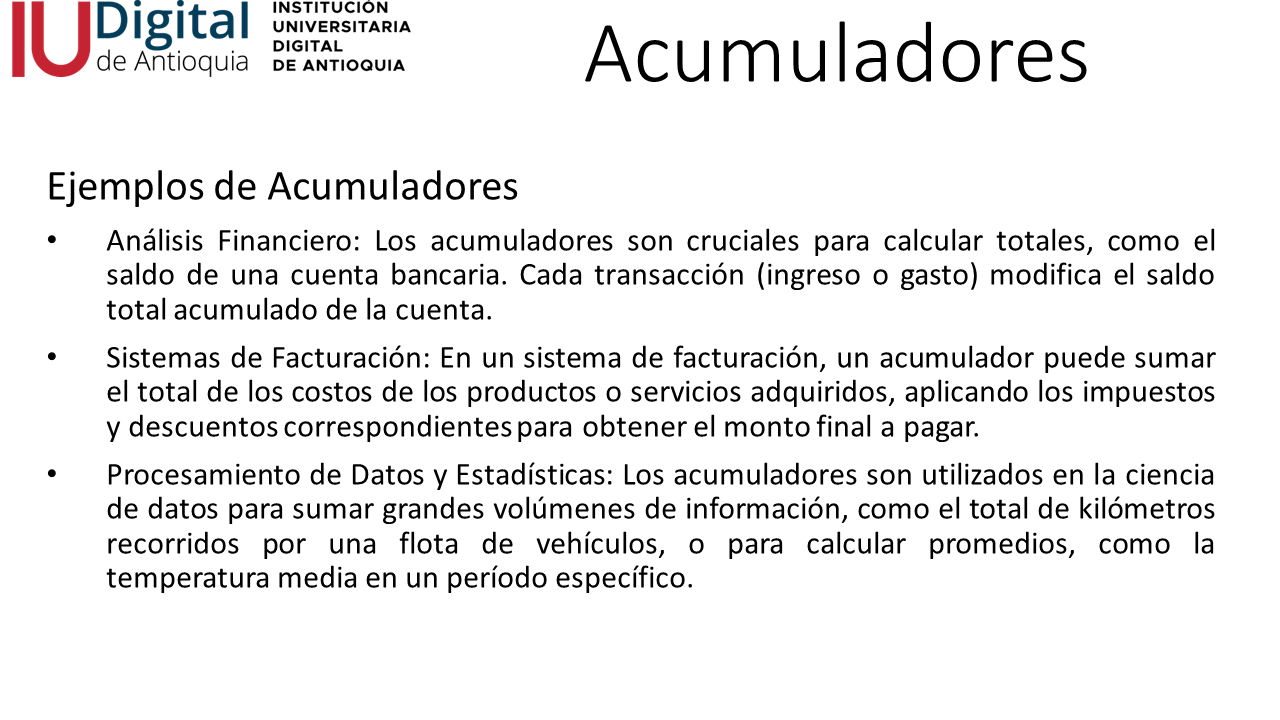 IU Digital
de Antioquia
INSTITUCIÓN
UNIVERSITARIA
DIGITAL
DE ANTIOQUIA
Acumuladores
Ejemplos de Acumuladores
• Análisis Financiero: Los acumuladores son cruciales para calcular totales, como el
saldo de una cuenta bancaria. Cada transacción (ingreso o gasto) modifica el saldo
total acumulado de la cuenta.
• Sistemas de Facturación: En un sistema de facturación, un acumulador puede sumar
el total de los costos de los productos o servicios adquiridos, aplicando los impuestos
y descuentos correspondientes para obtener el monto final a pagar.
• Procesamiento de Datos y Estadísticas: Los acumuladores son utilizados en la ciencia
de datos para sumar grandes volúmenes de información, como el total de kilómetros
recorridos por una flota de vehículos, o para calcular promedios, como la
temperatura media en un período específico.